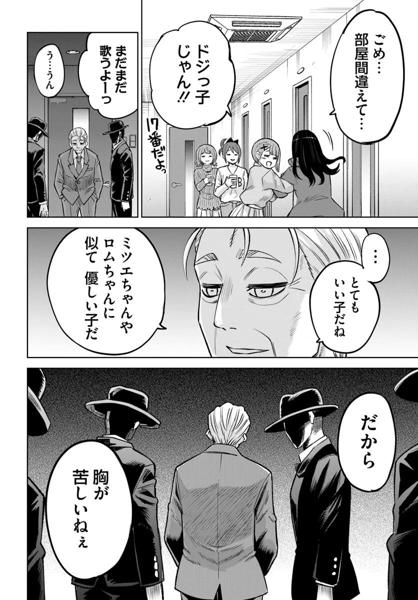 ごめ…
部屋間違えて…
ドジっ子
じゃん!!
17番だよっ
まだまだ
歌うよーっ
う…うん
…
とても
いい子だね
ミツエちゃんや
ロムちゃんに
似て 優しい子だ
だから
胸が
苦しいねぇ